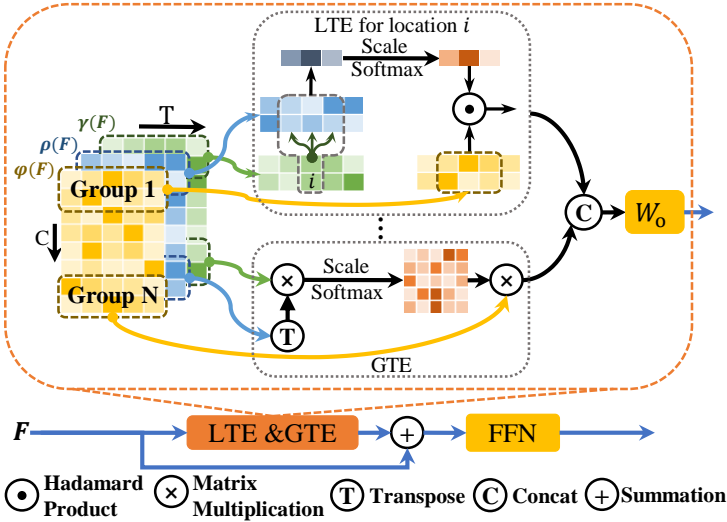 LTE for location i
Scale
Softmax
γ(F)
T
ρ(F)
φ(F)
Group 1
i
C
Group N
Scale
Softmax
T
GTE
C
W_o
F
LTE &GTE
FFN
Hadamard
Product
Matrix
Multiplication
T
Transpose
C
Concat
Summation